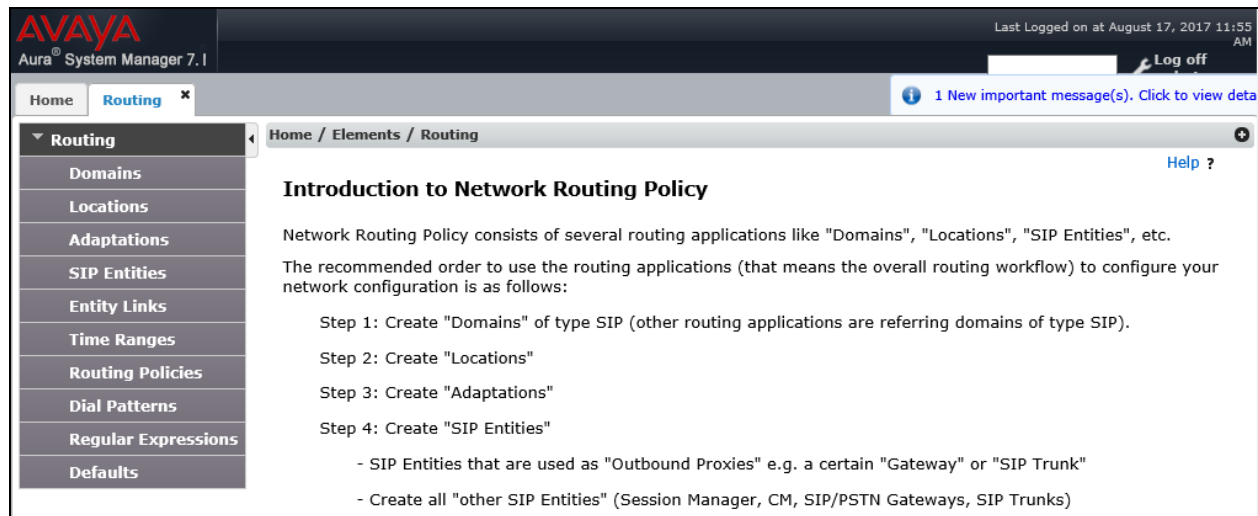 AVAYA
Aura® System Manager 7.1
Last Logged on at August 17, 2017 11:55
AM
Log off
Home
Routing ×
1 New important message(s). Click to view deta
Routing
Domains
Locations
Adaptations
SIP Entities
Entity Links
Time Ranges
Routing Policies
Dial Patterns
Regular Expressions
Defaults
Home / Elements / Routing
Help ?
Introduction to Network Routing Policy
Network Routing Policy consists of several routing applications like "Domains", "Locations", "SIP Entities", etc.
The recommended order to use the routing applications (that means the overall routing workflow) to configure your
network configuration is as follows:
Step 1: Create "Domains" of type SIP (other routing applications are referring domains of type SIP).
Step 2: Create "Locations"
Step 3: Create "Adaptations"
Step 4: Create "SIP Entities"
- SIP Entities that are used as "Outbound Proxies" e.g. a certain "Gateway" or "SIP Trunk"
- Create all "other SIP Entities" (Session Manager, CM, SIP/PSTN Gateways, SIP Trunks)